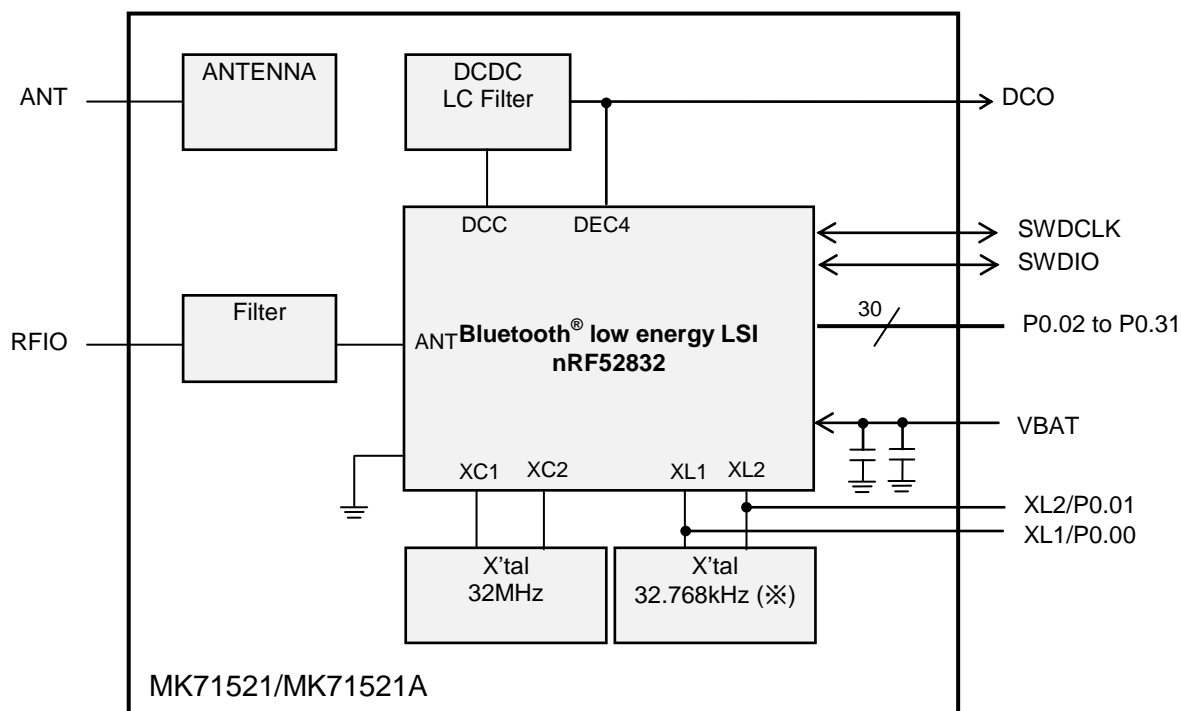 ANTENNA
DCDC
LC Filter
ANT
DCO
DCC
DEC4
SWDCLK
SWDIO
30
P0.02 to P0.31
Filter
RFIO
ANT
Bluetooth® low energy LSI
nRF52832
VBAT
XC1
XC2
XL1
XL2
XL2/P0.01
XL1/P0.00
X'tal
32MHz
X'tal
32.768kHz (※)
MK71521/MK71521A